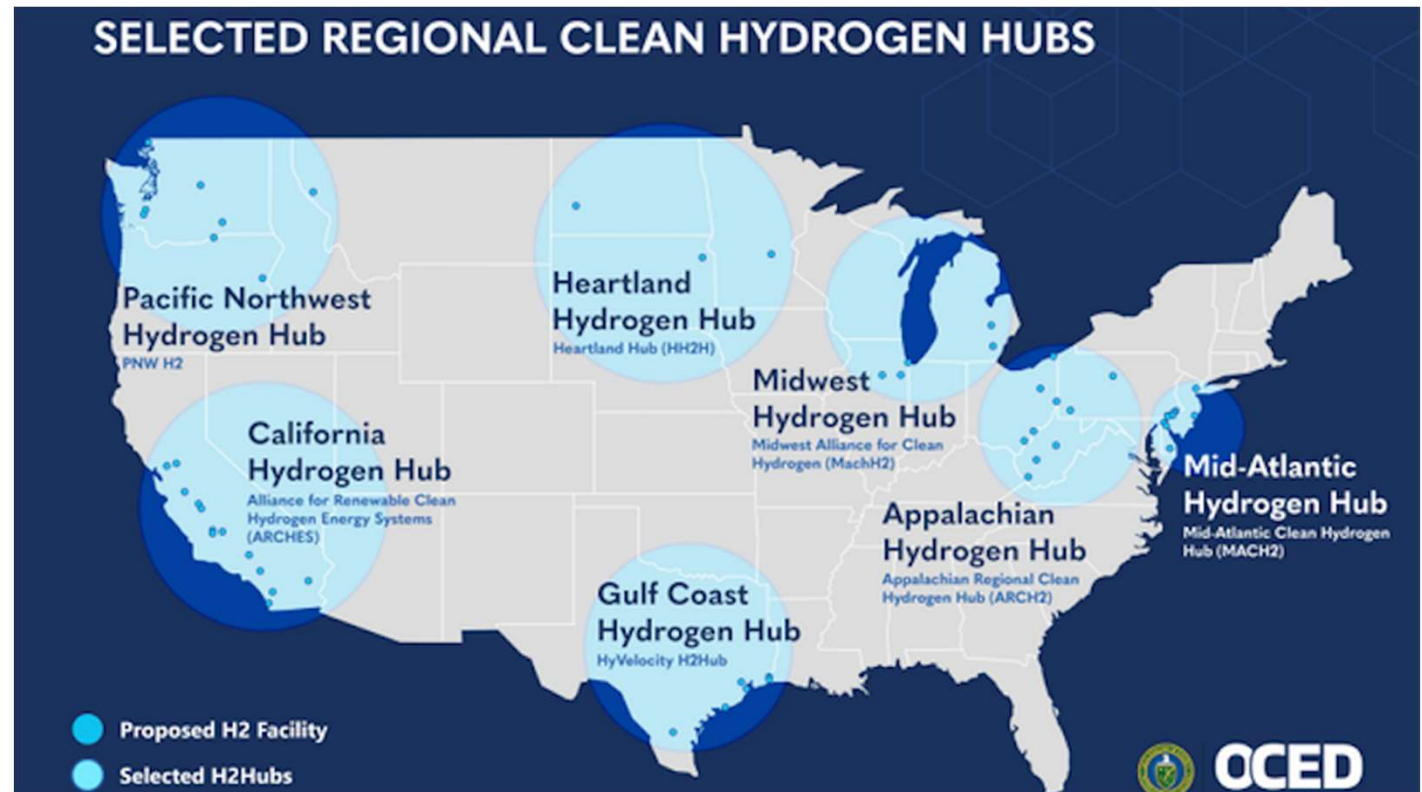 SELECTED REGIONAL CLEAN HYDROGEN HUBS
Pacific Northwest
Hydrogen Hub
PNW H2
Heartland
Hydrogen Hub
Heartland Hub (HH2H)
Midwest
Hydrogen Hub
Midwest Alliance for Clean
Hydrogen (MachH2)
California
Hydrogen Hub
Alliance for Renewable Clean
Hydrogen Energy Systems
(ARCHES)
Mid-Atlantic
Hydrogen Hub
Mid-Atlantic Clean Hydrogen
Hub (MACH2)
Appalachian
Hydrogen Hub
Appalachian Regional Clean
Hydrogen Hub (ARCH2)
Gulf Coast
Hydrogen Hub
HyVelocity H2Hub
Proposed H2 Facility
Selected H2Hubs
OCED